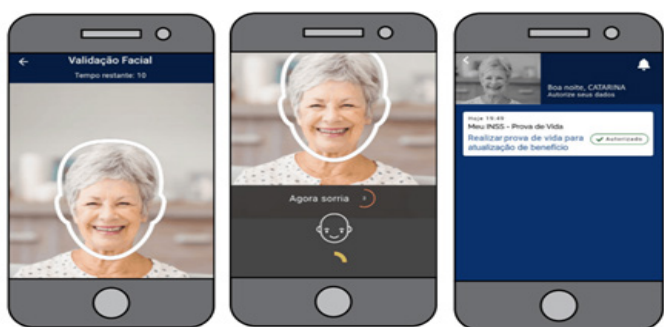 Validação Facial
Tempo restante: 10
Agora sorria
Boa noite, CATARINA
Autorize seus dados
Hoje 19:45
Meu INSS - Prova de Vida
Realizar prova de vida para
atualização de benefício
Autorizado